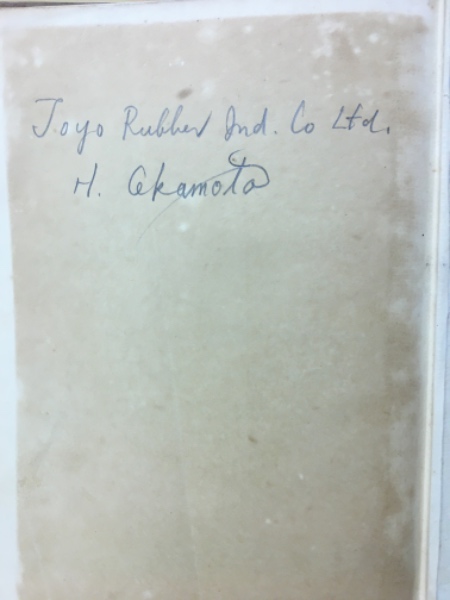 Toyo Rubber Ind. Co Ltd.
H. Okamoto